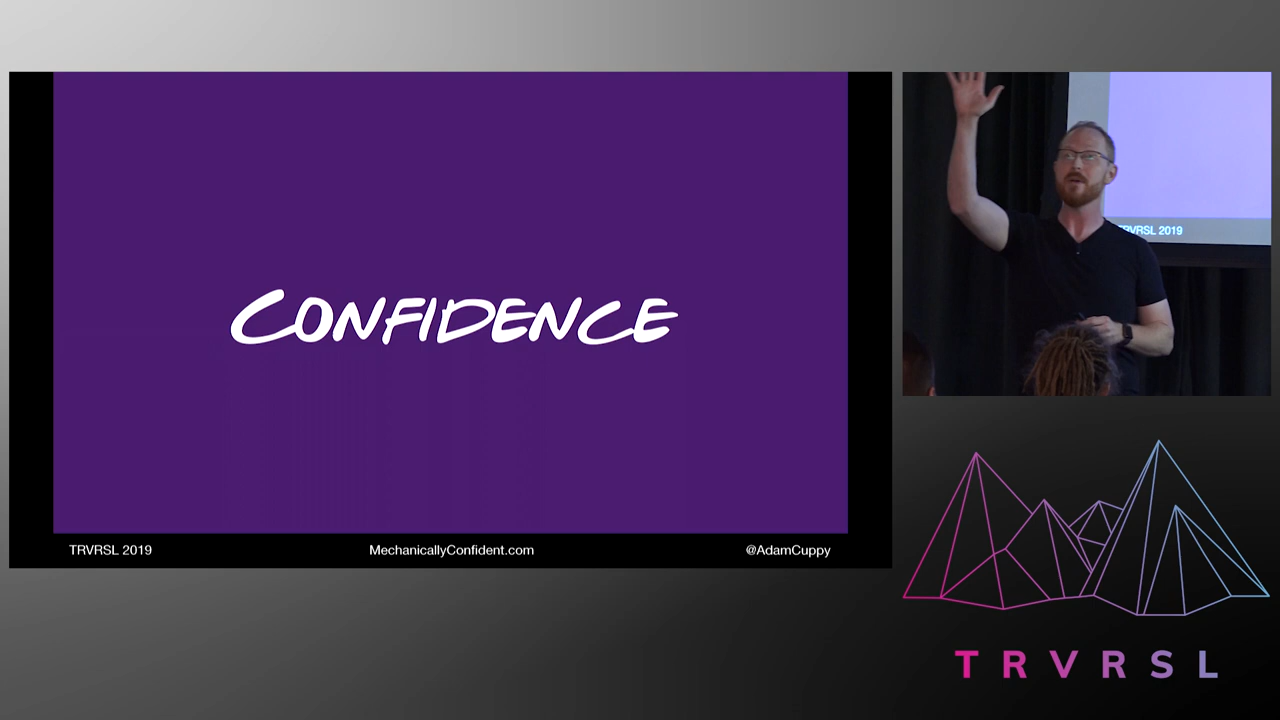 CONFIDENCE
TRVRSL 2019
MechanicallyConfident.com
@AdamCuppy
TRVRSL 2019
TRVRSL